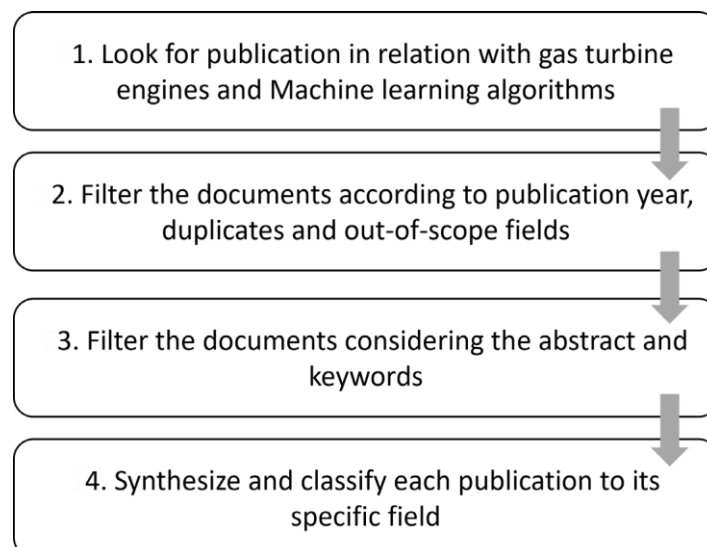 1. Look for publication in relation with gas turbine
engines and Machine learning algorithms
2. Filter the documents according to publication year,
duplicates and out-of-scope fields
3. Filter the documents considering the abstract and
keywords
4. Synthesize and classify each publication to its
specific field